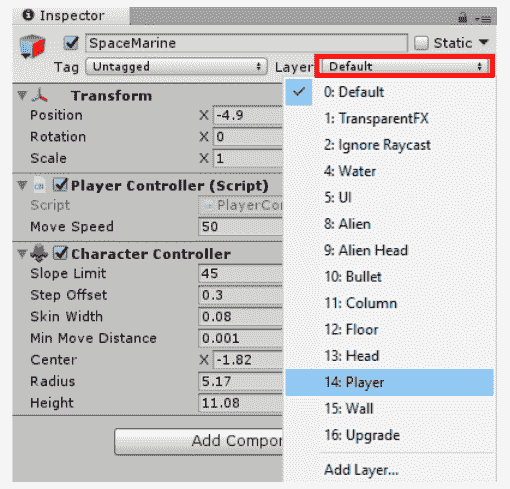 Inspector
SpaceMarine Static
Tag Untagged Layer Default
Transform
Position X -4.9
Rotation X 0
Scale X 1
Player Controller (Script)
Script PlayerCo
Move Speed 50
Character Controller
Slope Limit 45
Step Offset 0.3
Skin Width 0.08
Min Move Distance 0.001
Center X -1.82
Radius 5.17
Height 11.08
Add Compo
0: Default
1: TransparentFX
2: Ignore Raycast
4: Water
5: UI
8: Alien
9: Alien Head
10: Bullet
11: Column
12: Floor
13: Head
14: Player
15: Wall
16: Upgrade
Add Layer...